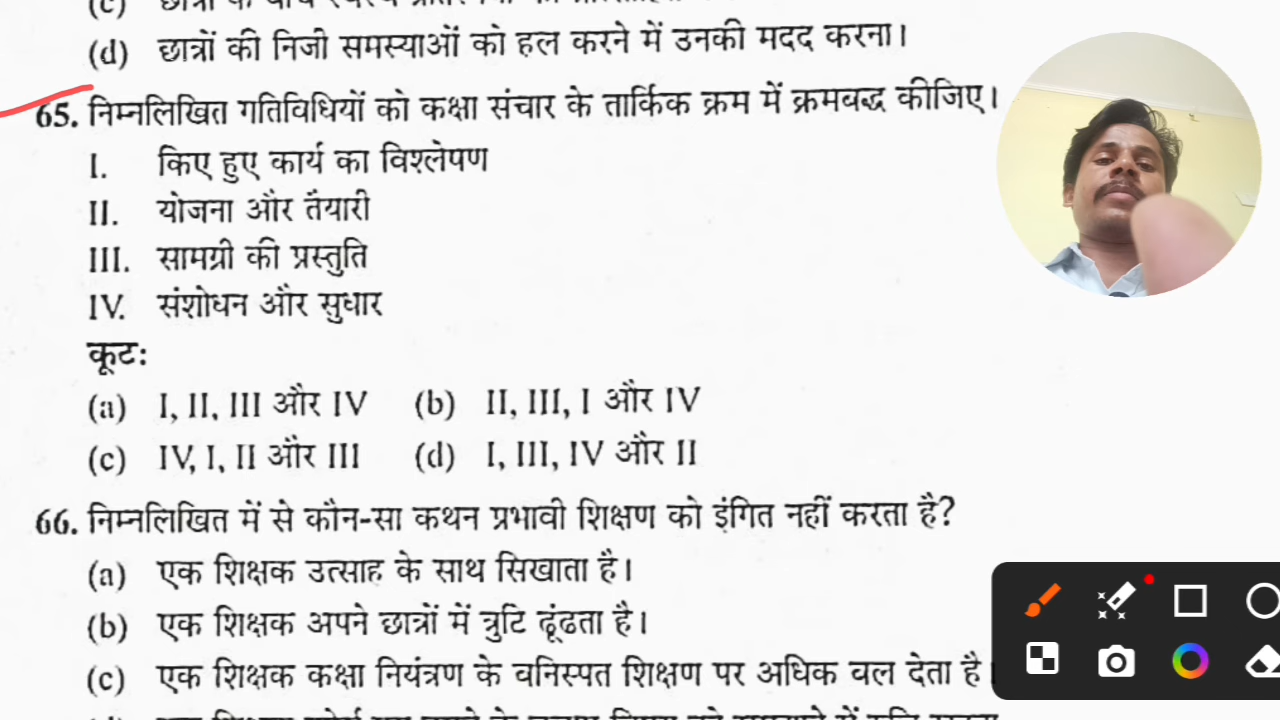 (d) छात्रों की निजी समस्याओं को हल करने में उनकी मदद करना।
65. निम्नलिखित गतिविधियों को कक्षा संचार के तार्किक क्रम में क्रमबद्ध कीजिए।
I. किए हुए कार्य का विश्लेषण
II. योजना और तैयारी
III. सामग्री की प्रस्तुति
IV. संशोधन और सुधार
कूट:
(a) I, II, III और IV (b) II, III, I और IV
(c) IV, I, II और III (d) I, III, IV और II
66. निम्नलिखित में से कौन-सा कथन प्रभावी शिक्षण को इंगित नहीं करता है?
(a) एक शिक्षक उत्साह के साथ सिखाता है।
(b) एक शिक्षक अपने छात्रों में त्रुटि ढूंढता है।
(c) एक शिक्षक कक्षा नियंत्रण के वनिस्पत शिक्षण पर अधिक बल देता है।